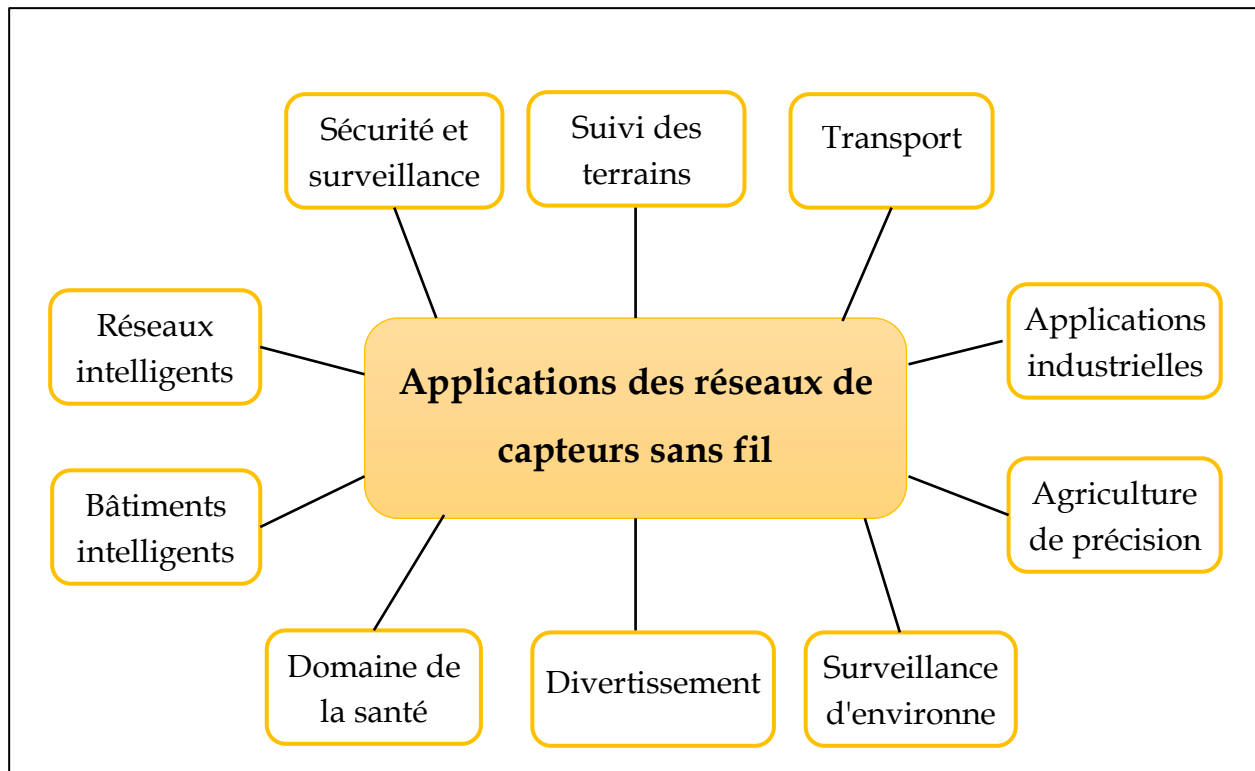 Sécurité et
surveillance
Suivi des
terrains
Transport
Réseaux
intelligents
Applications
industrielles
Applications des réseaux de
capteurs sans fil
Bâtiments
intelligents
Agriculture
de précision
Domaine de
la santé
Divertissement
Surveillance
d'environne